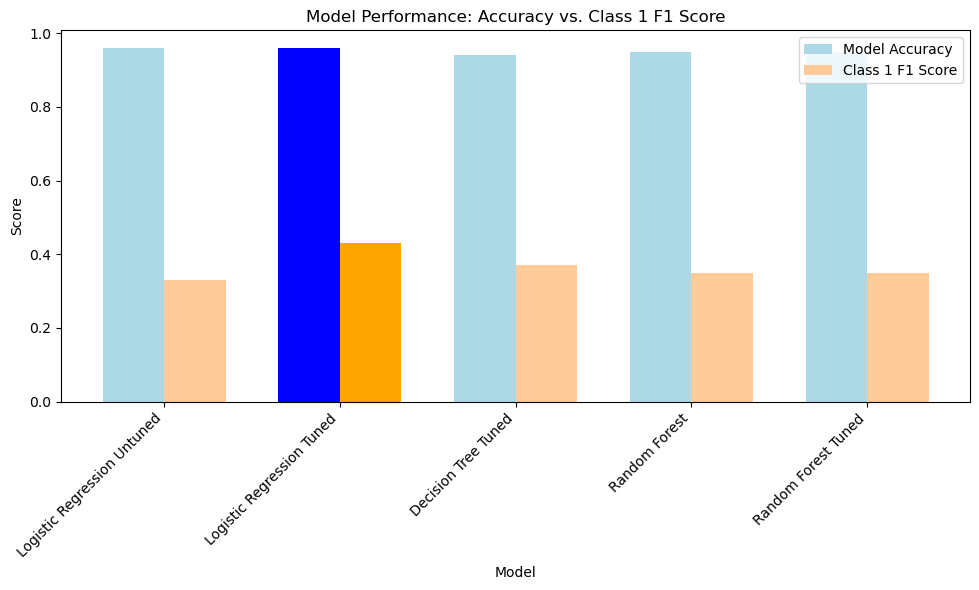 Model Performance: Accuracy vs. Class 1 F1 Score
Model Accuracy
Class 1 F1 Score
Score
1.0
0.8
0.6
0.4
0.2
0.0
Logistic Regression Untuned
Logistic Regression Tuned
Decision Tree Tuned
Random Forest
Random Forest Tuned
Model